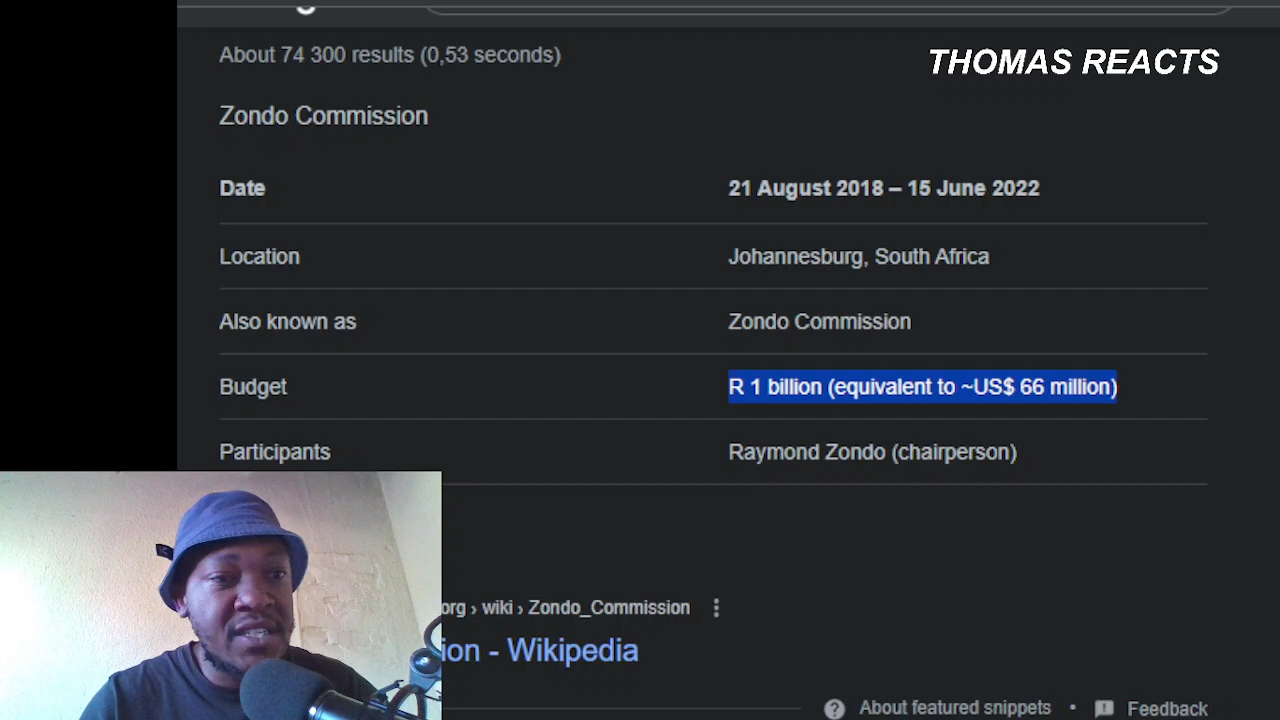 About 74 300 results (0,53 seconds)
THOMAS REACTS
Zondo Commission
Date 21 August 2018 – 15 June 2022
Location Johannesburg, South Africa
Also known as Zondo Commission
Budget R 1 billion (equivalent to ~US$ 66 million)
Participants Raymond Zondo (chairperson)
org › wiki › Zondo_Commission
ion - Wikipedia
About featured snippets • Feedback